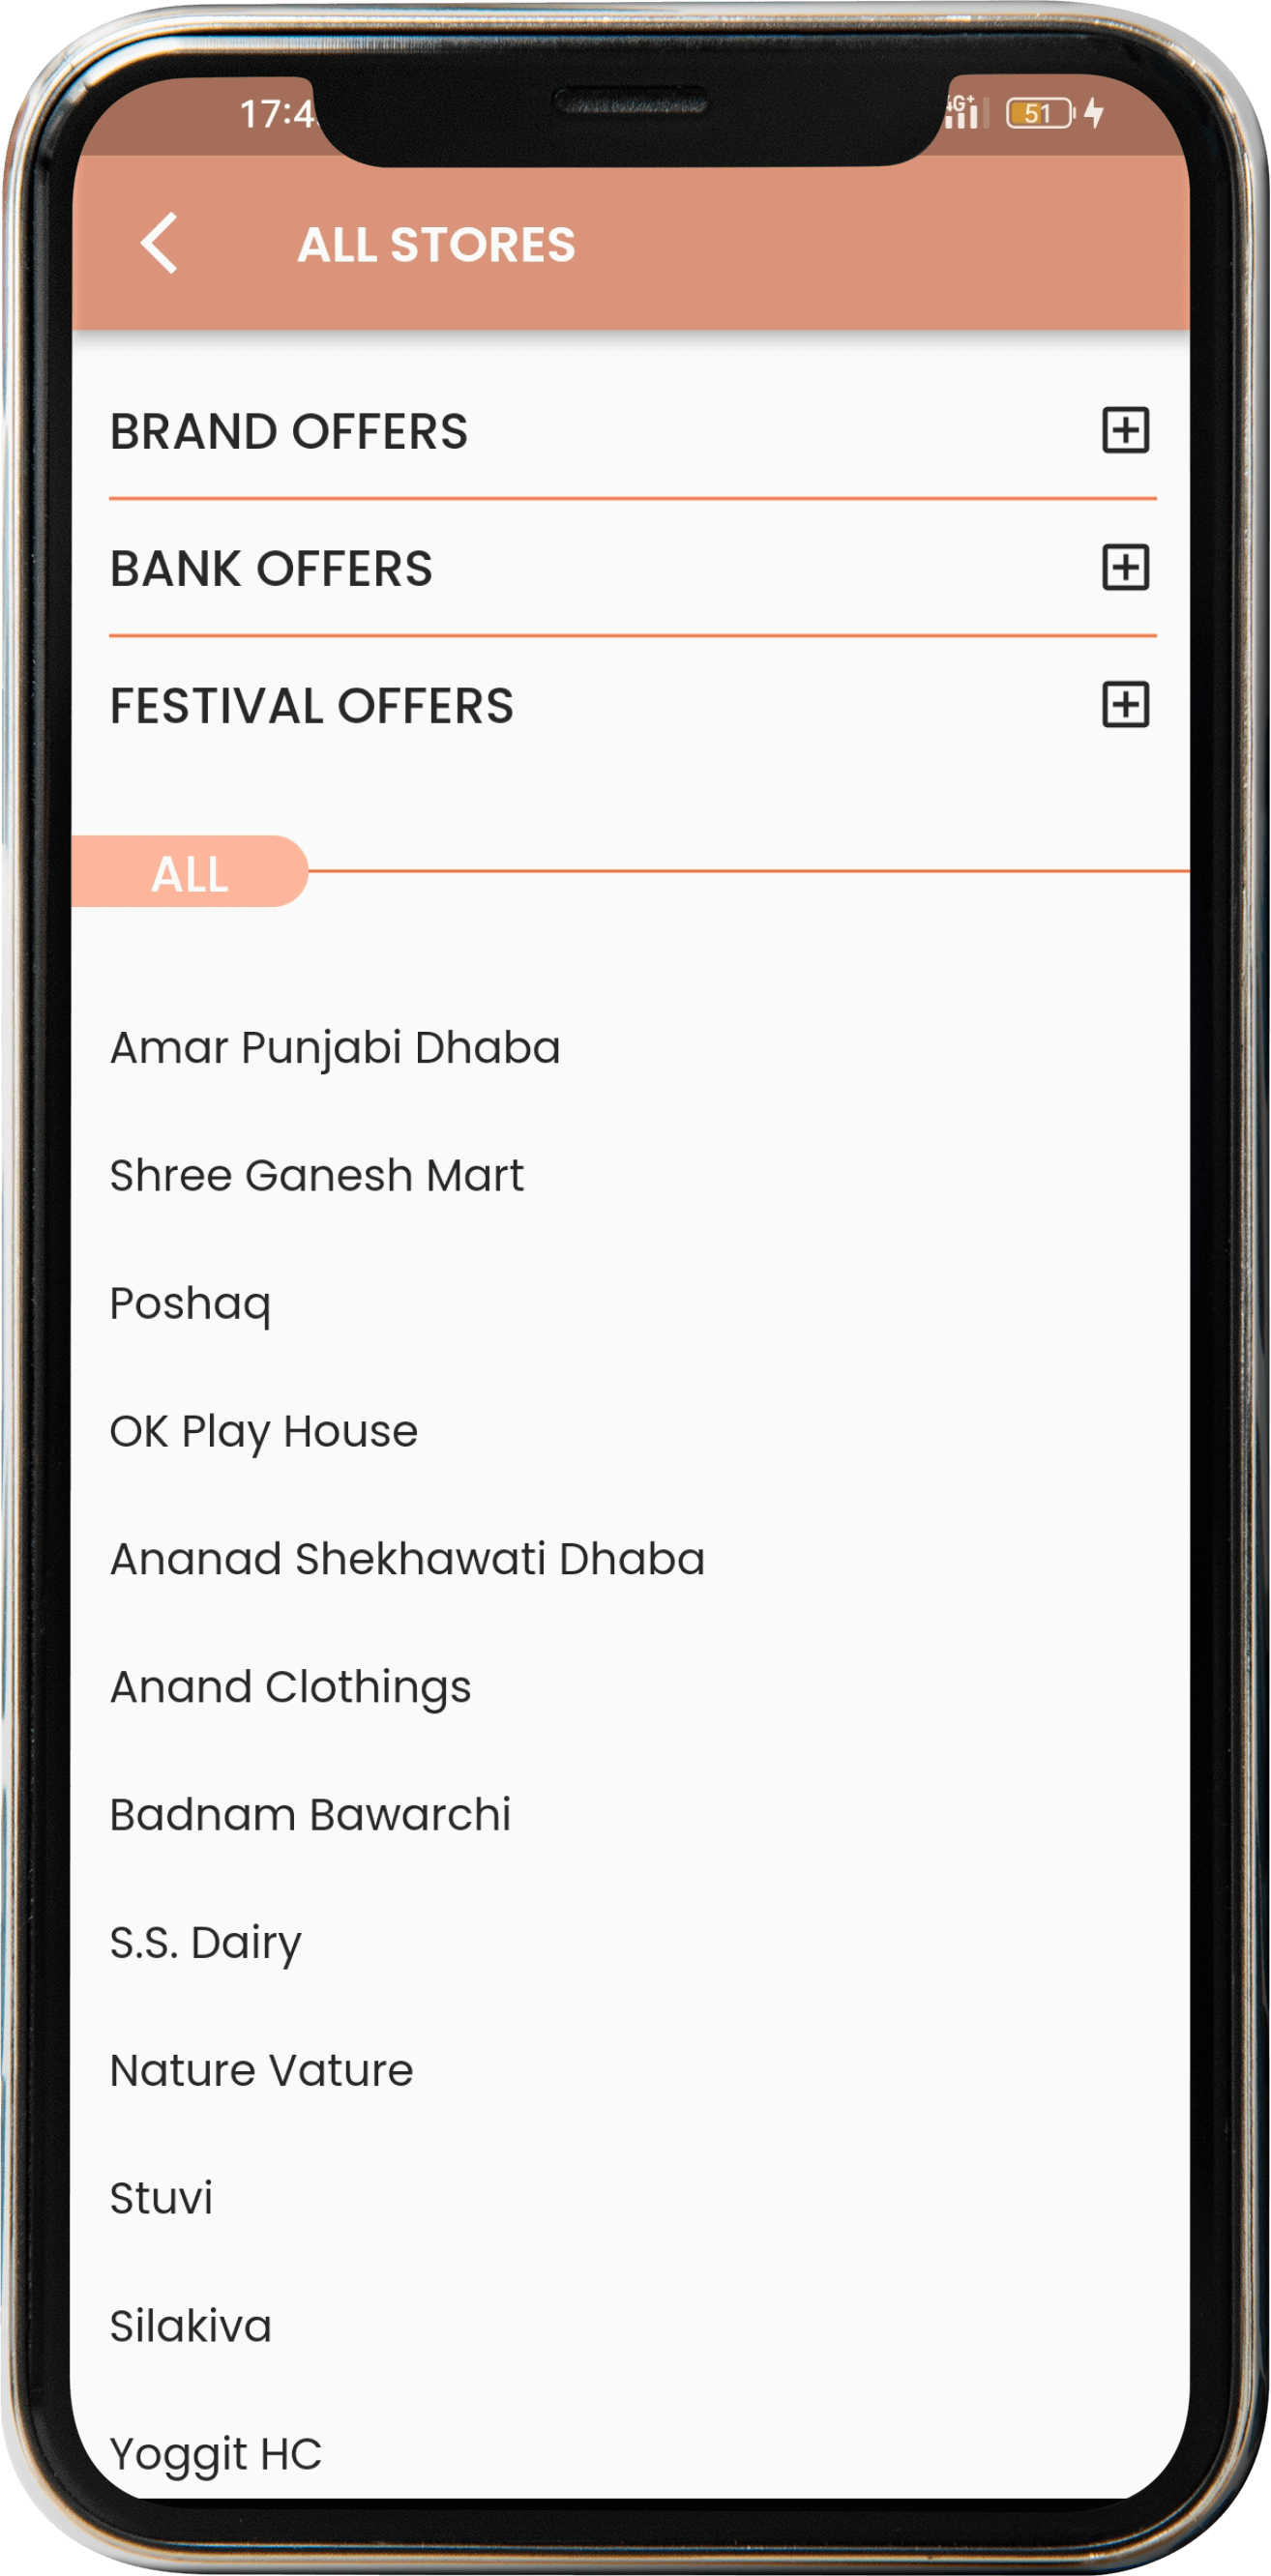 17:4
4G+
51
ALL STORES
BRAND OFFERS
BANK OFFERS
FESTIVAL OFFERS
ALL
Amar Punjabi Dhaba
Shree Ganesh Mart
Poshaq
OK Play House
Ananad Shekhawati Dhaba
Anand Clothings
Badnam Bawarchi
S.S. Dairy
Nature Vature
Stuvi
Silakiva
Yoggit HC